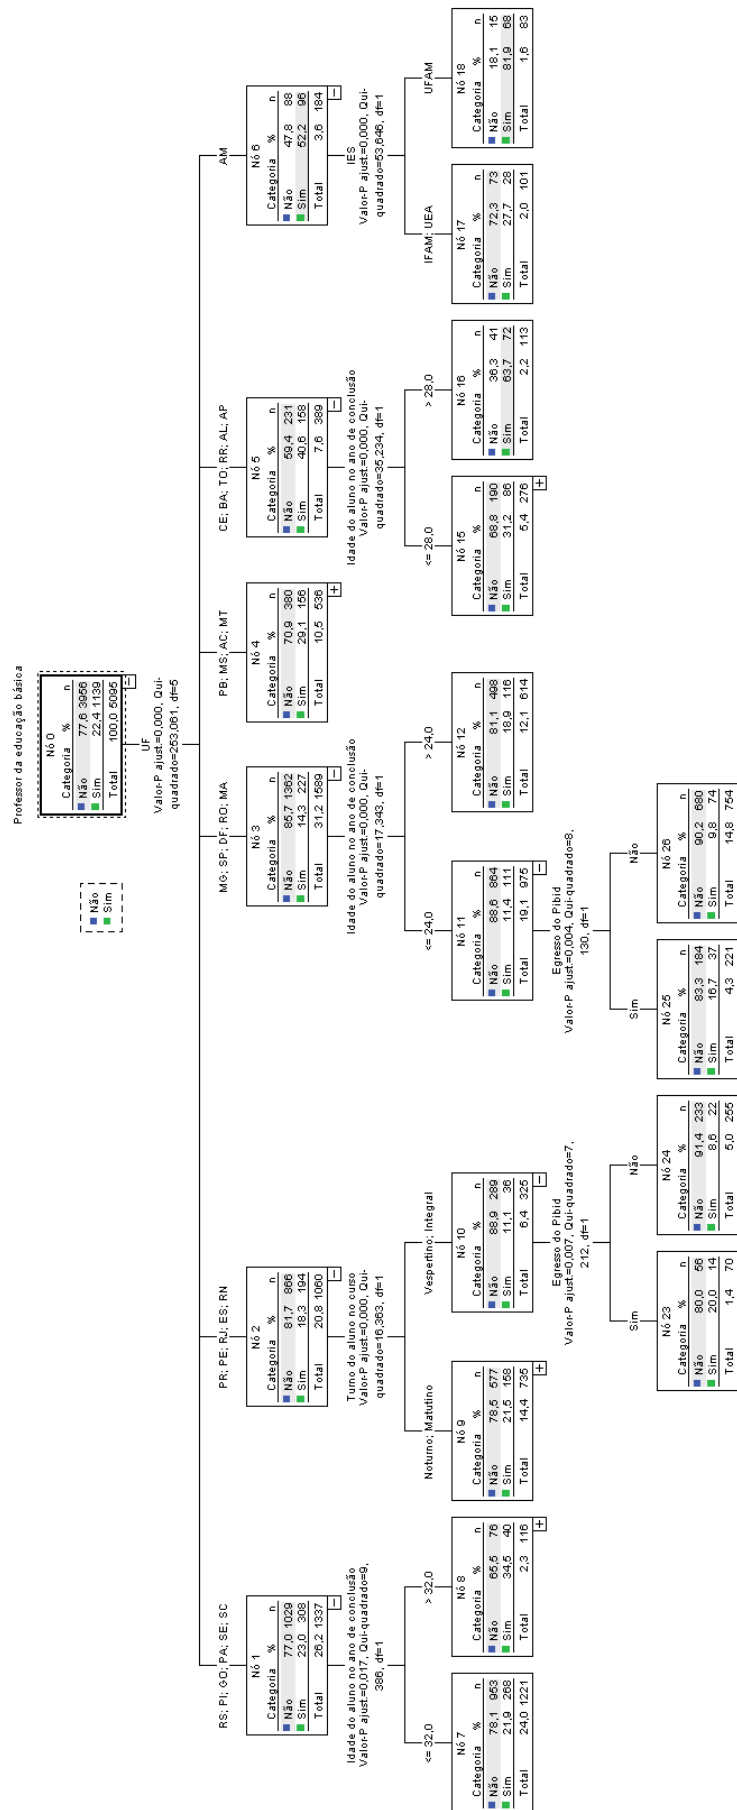 Professor da educação básica
Não
Sim
Nó 0
Categoria % n
Não 77,6 3956
Sim 22,4 1139
Total 100,0 5095
UF
Valor-P ajust.=0,000, Qui-
quadrado=253,061, df=5
RS; PI; GO; PA; SE; SC
Nó 1
Categoria % n
Não 77,0 1029
Sim 23,0 308
Total 26,2 1337
Idade do aluno no ano de conclusão
Valor-P ajust.=0,017, Qui-quadrado=9,
386, df=1
PR; PE; RJ; ES; RN
Nó 2
Categoria % n
Não 81,7 866
Sim 18,3 194
Total 20,8 1060
Turno do aluno no curso
Valor-P ajust.=0,000, Qui-
quadrado=16,363, df=1
MG; SP; DF; RO; MA
Nó 3
Categoria % n
Não 85,7 1362
Sim 14,3 227
Total 31,2 1589
Idade do aluno no ano de conclusão
Valor-P ajust.=0,000, Qui-
quadrado=17,343, df=1
PB; MS; AC; MT
Nó 4
Categoria % n
Não 70,9 380
Sim 29,1 156
Total 10,5 536
CE; BA; TO; RR; AL; AP
Nó 5
Categoria % n
Não 59,4 231
Sim 40,6 158
Total 7,6 389
Idade do aluno no ano de conclusão
Valor-P ajust.=0,000, Qui-
quadrado=35,234, df=1
AM
Nó 6
Categoria % n
Não 47,8 88
Sim 52,2 96
Total 3,6 184
IES
Valor-P ajust.=0,000, Qui-
quadrado=53,646, df=1
<= 32,0
Nó 7
Categoria % n
Não 78,1 953
Sim 21,9 268
Total 24,0 1221
> 32,0
Nó 8
Categoria % n
Não 65,5 76
Sim 34,5 40
Total 2,3 116
Noturno; Matutino
Nó 9
Categoria % n
Não 78,5 577
Sim 21,5 158
Total 14,4 735
Vespertino; Integral
Nó 10
Categoria % n
Não 88,9 289
Sim 11,1 36
Total 6,4 325
Egresso do Pibid
Valor-P ajust.=0,007, Qui-quadrado=7,
212, df=1
<= 24,0
Nó 11
Categoria % n
Não 88,6 864
Sim 11,4 111
Total 19,1 975
Egresso do Pibid
Valor-P ajust.=0,004, Qui-quadrado=8,
130, df=1
> 24,0
Nó 12
Categoria % n
Não 81,1 498
Sim 18,9 116
Total 12,1 614
<= 28,0
Nó 15
Categoria % n
Não 68,8 190
Sim 31,2 86
Total 5,4 276
> 28,0
Nó 16
Categoria % n
Não 36,3 41
Sim 63,7 72
Total 2,2 113
IFAM; UEA
Nó 17
Categoria % n
Não 72,3 73
Sim 27,7 28
Total 2,0 101
UFAM
Nó 18
Categoria % n
Não 18,1 15
Sim 81,9 68
Total 1,6 83
Sim
Nó 23
Categoria % n
Não 80,0 56
Sim 20,0 14
Total 1,4 70
Não
Nó 24
Categoria % n
Não 91,4 233
Sim 8,6 22
Total 5,0 255
Sim
Nó 25
Categoria % n
Não 83,3 184
Sim 16,7 37
Total 4,3 221
Não
Nó 26
Categoria % n
Não 90,2 680
Sim 9,8 74
Total 14,8 754